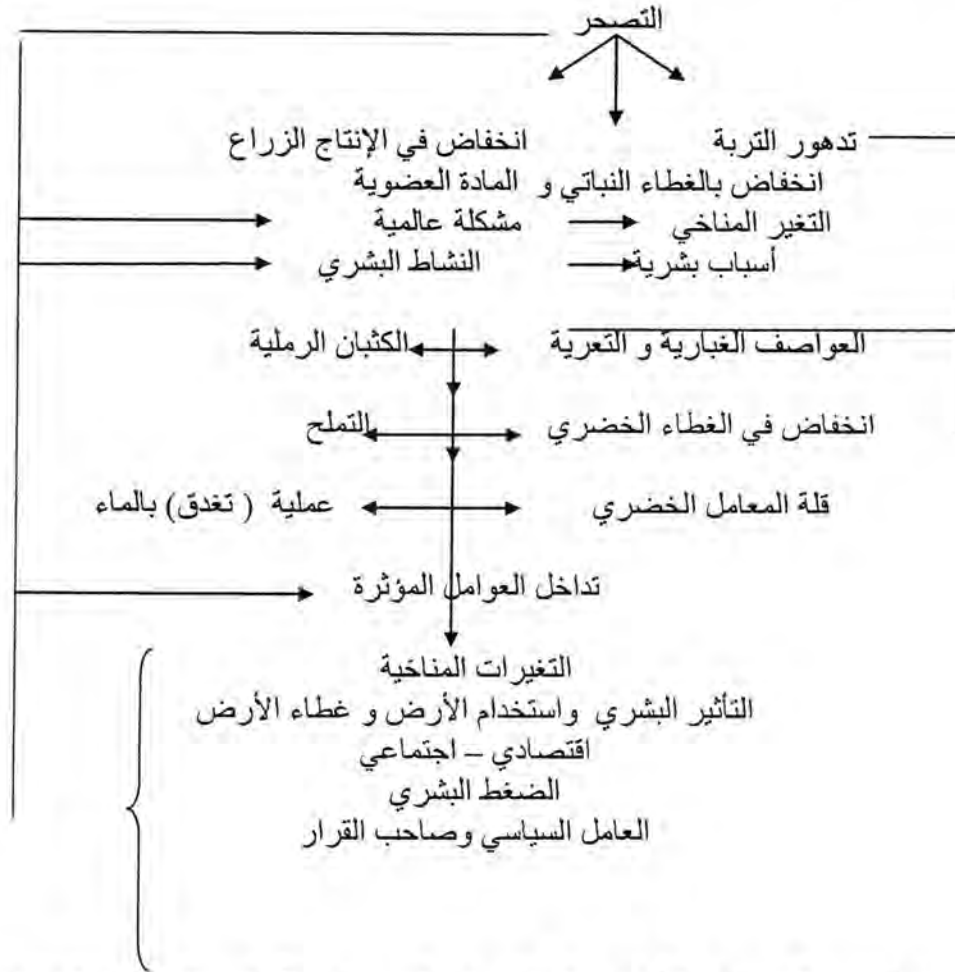 التصحر
تدهور التربة انخفاض في الإنتاج الزراع
انخفاض بالغطاء النباتي و المادة العضوية
التغير المناخي مشكلة عالمية
أسباب بشرية النشاط البشري
العواصف الغبارية و التعرية الكثبان الرملية
انخفاض في الغطاء الخضري التملح
قلة المعامل الخضري عملية ( تغدق) بالماء
تداخل العوامل المؤثرة
التغيرات المناخية
التأثير البشري واستخدام الأرض و غطاء الأرض
اقتصادي – اجتماعي
الضغط البشري
العامل السياسي وصاحب القرار